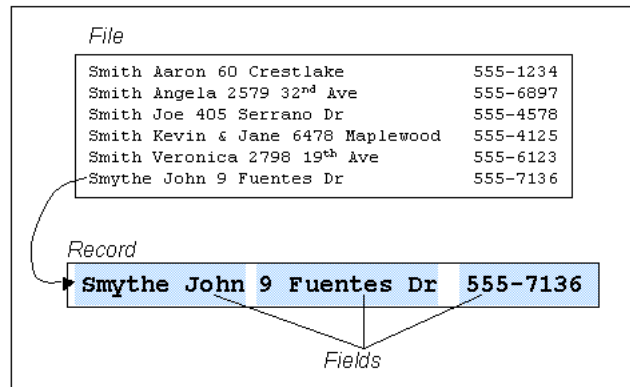 File
Smith Aaron 60 Crestlake 555-1234
Smith Angela 2579 32nd Ave 555-6897
Smith Joe 405 Serrano Dr 555-4578
Smith Kevin & Jane 6478 Maplewood 555-4125
Smith Veronica 2798 19th Ave 555-6123
Smythe John 9 Fuentes Dr 555-7136
Record
Smythe John 9 Fuentes Dr 555-7136
Fields